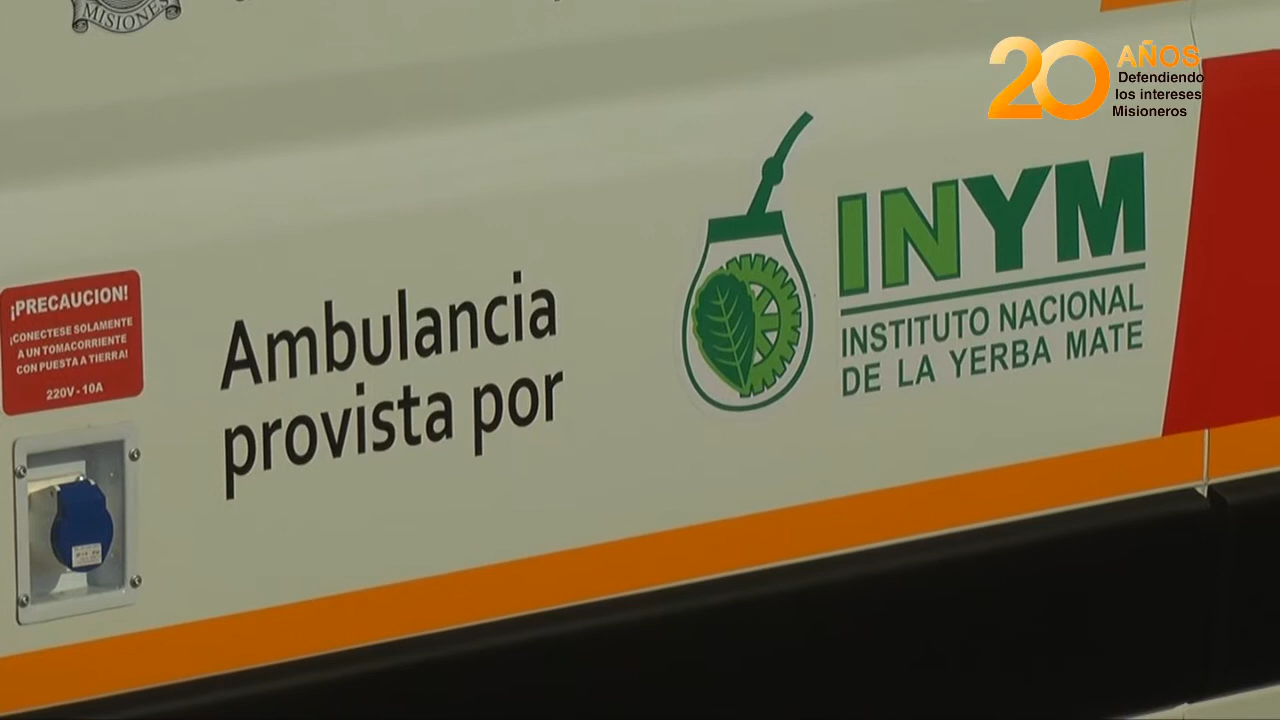 MISIONES
20 AÑOS
Defendiendo
los intereses
Misioneros
¡PRECAUCION!
¡CONECTESE SOLAMENTE
A UN TOMACORRIENTE
CON PUESTA A TIERRA!
220V - 10A
Ambulancia
provista por
INYM
INSTITUTO NACIONAL
DE LA YERBA MATE